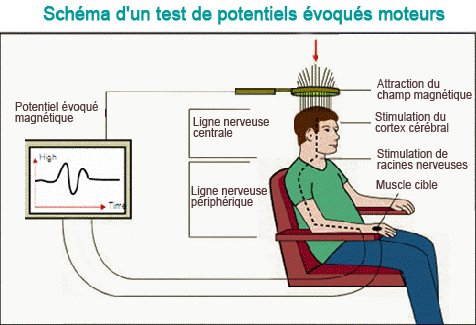 Schéma d'un test de potentiels évoqués moteurs
Attraction du
champ magnétique
Potentiel évoqué
magnétique
Ligne nerveuse
centrale
Stimulation du
cortex cérébral
Stimulation de
racines nerveuses
Muscle cible
Ligne nerveuse
périphérique
High
Time